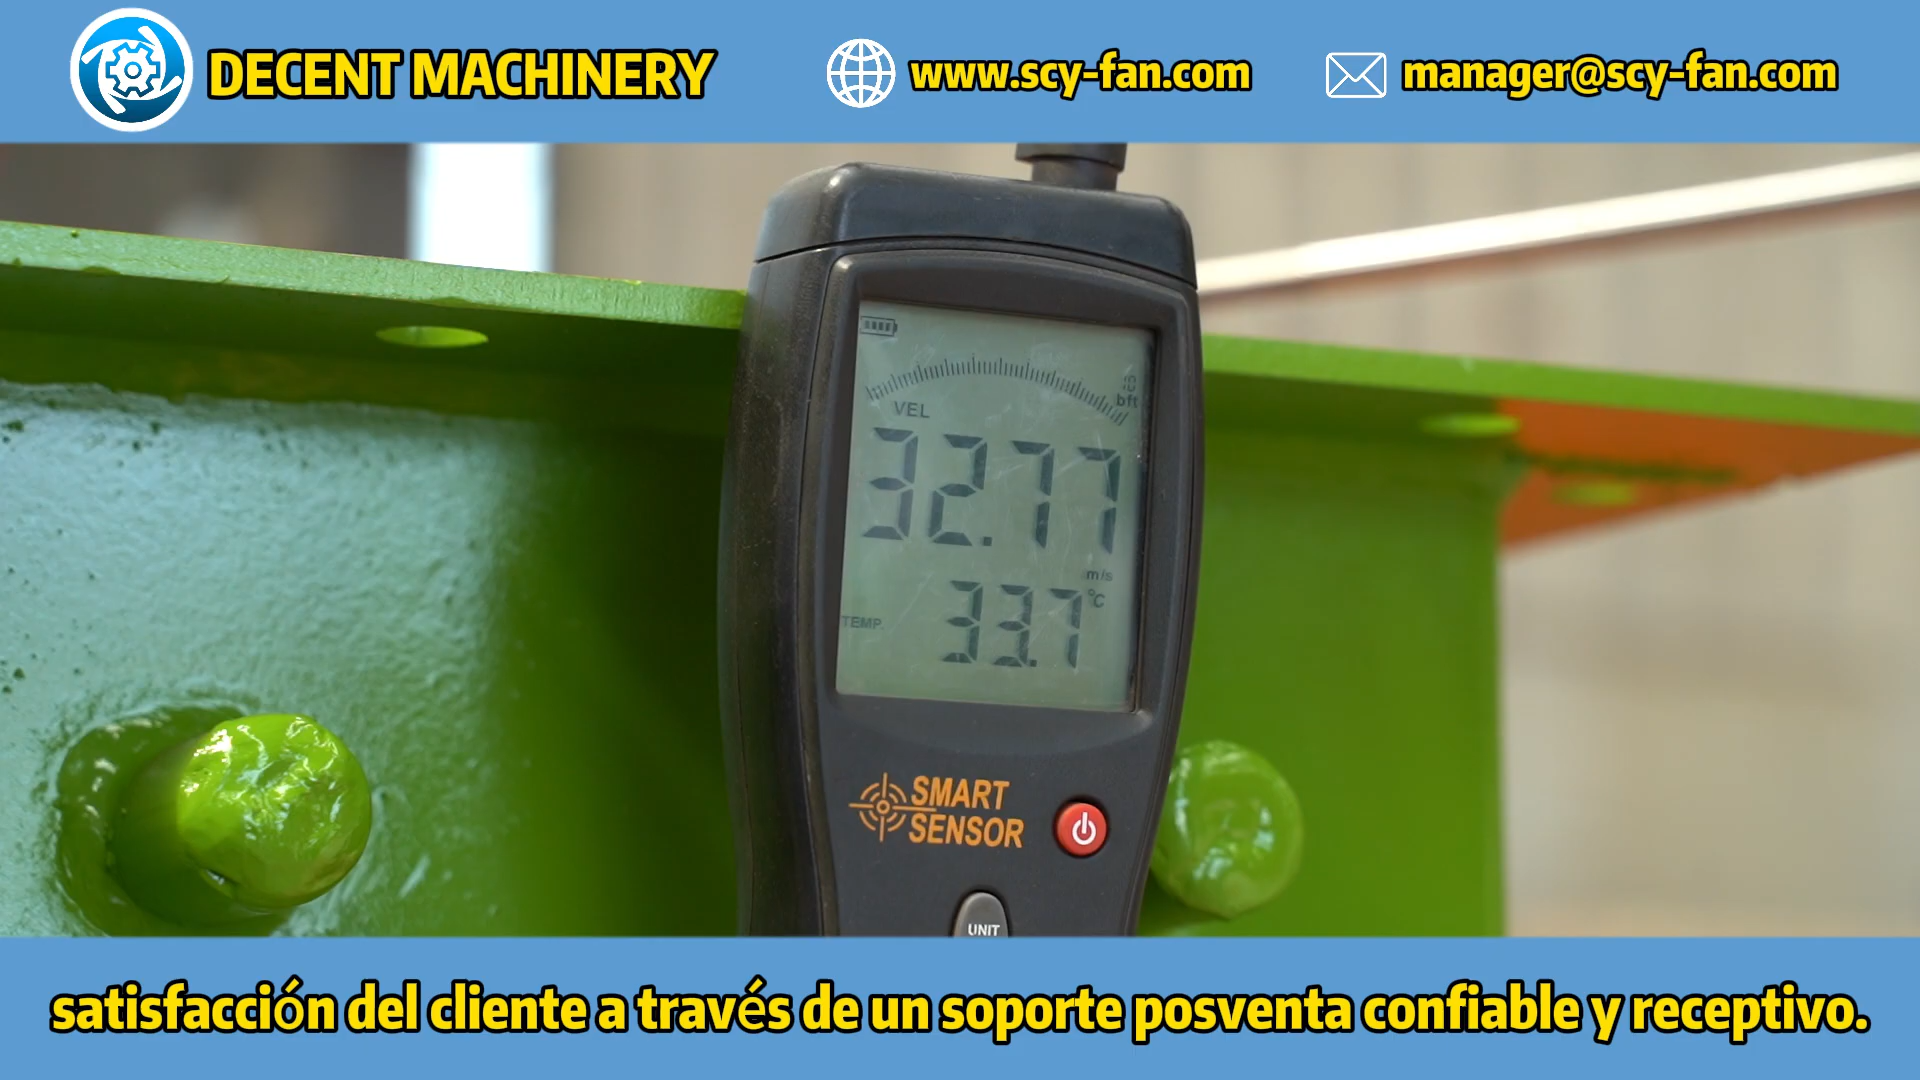 DECENT MACHINERY
www.scy-fan.com
manager@scy-fan.com
bft
VEL
32.77
m/s
°C
TEMP.
33.7
SMART
SENSOR
UNIT
satisfacción del cliente a través de un soporte posventa confiable y receptivo.